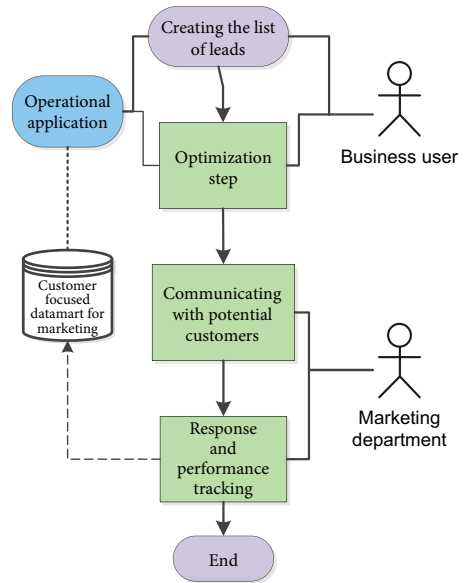 Creating the list
of leads
Operational
application
Optimization
step
Business user
Customer
focused
datamart for
marketing
Communicating
with potential
customers
Marketing
department
Response
and
performance
tracking
End